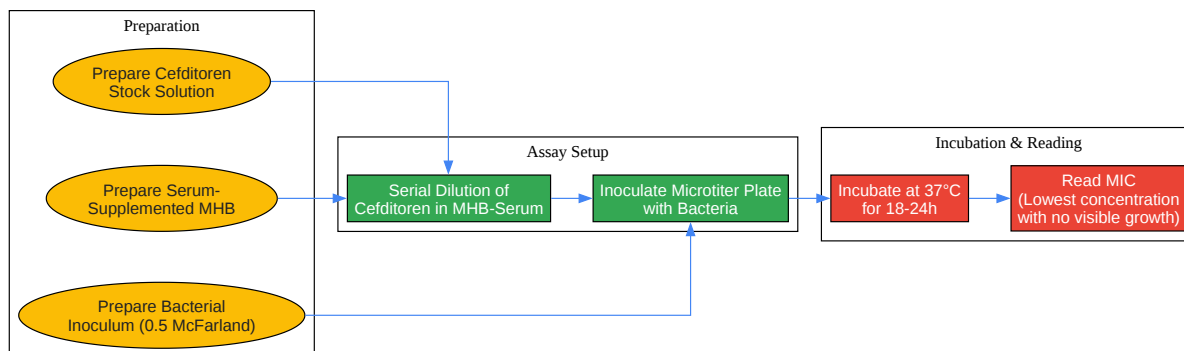 Preparation
Prepare Cefditoren
Stock Solution
Prepare Serum-
Supplemented MHB
Prepare Bacterial
Inoculum (0.5 McFarland)
Assay Setup
Serial Dilution of
Cefditoren in MHB-Serum
Inoculate Microtiter Plate
with Bacteria
Incubation & Reading
Incubate at 37°C
for 18-24h
Read MIC
(Lowest concentration
with no visible growth)